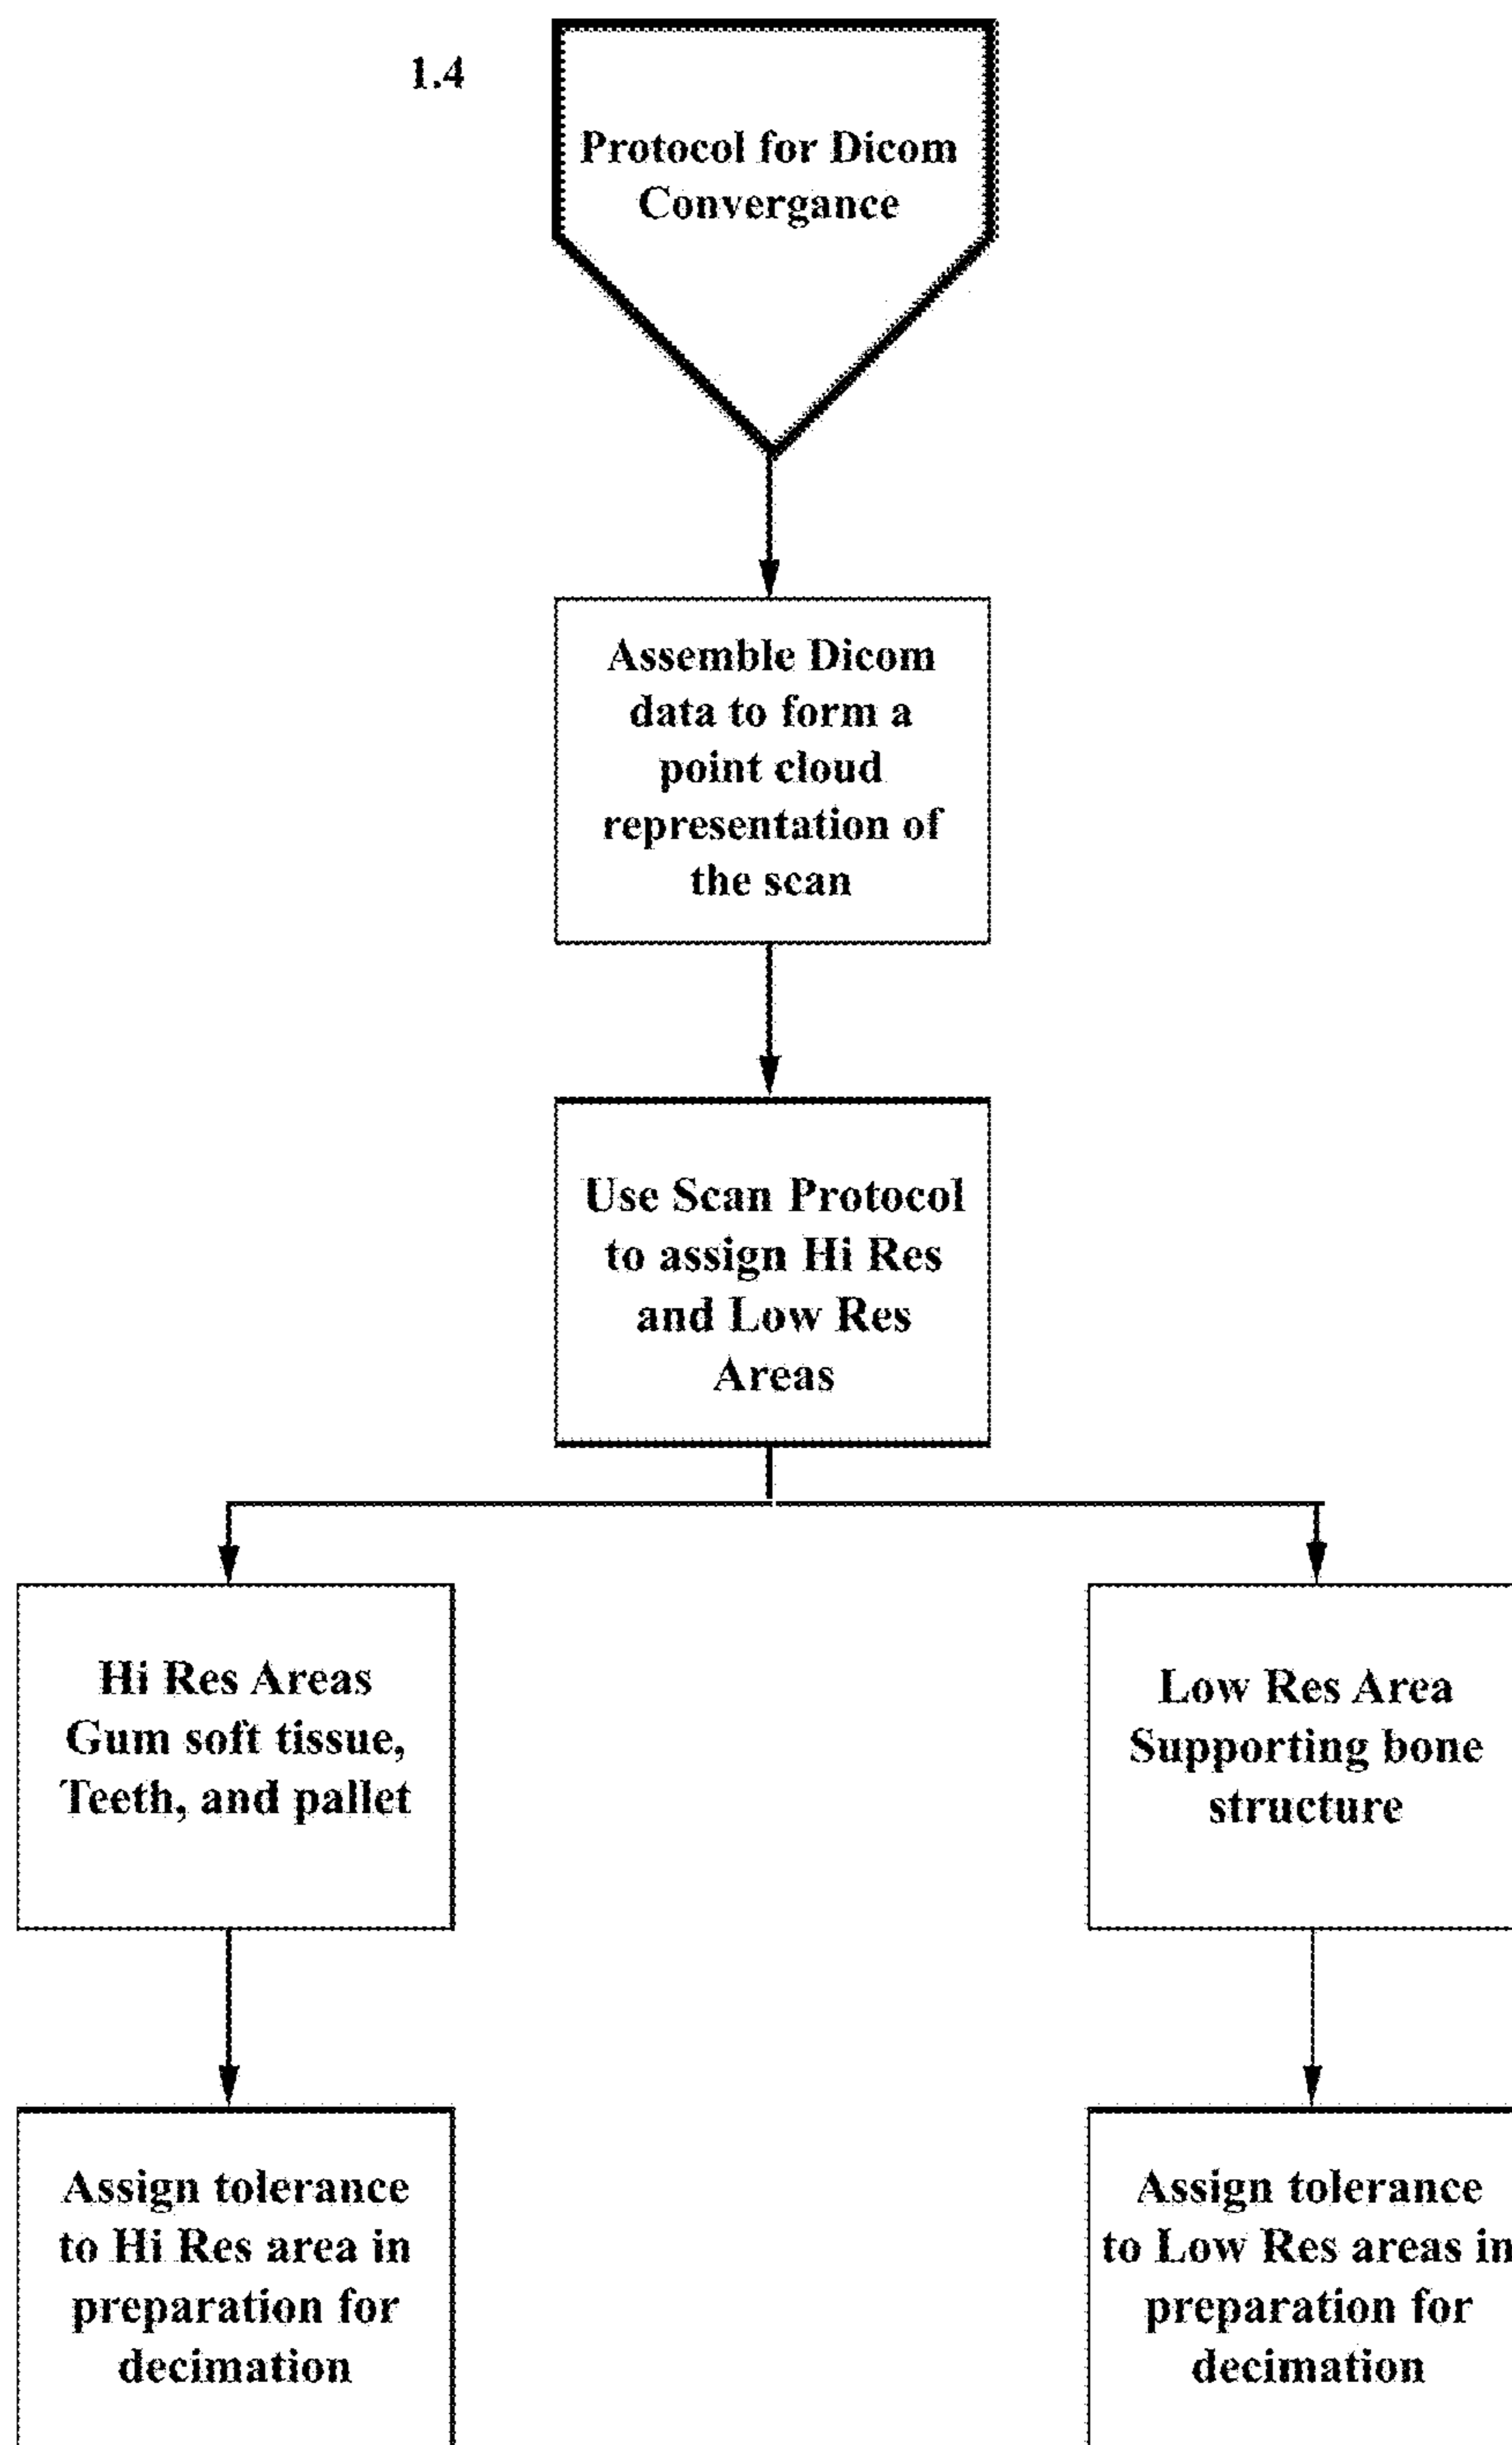 1.4
Protocol for Dicom
Convergance
Assemble Dicom
data to form a
point cloud
representation of
the scan
Use Scan Protocol
to assign Hi Res
and Low Res
Areas
Hi Res Areas
Gum soft tissue,
Teeth, and pallet
Low Res Area
Supporting bone
structure
Assign tolerance
to Hi Res area in
preparation for
decimation
Assign tolerance
to Low Res areas in
preparation for
decimation